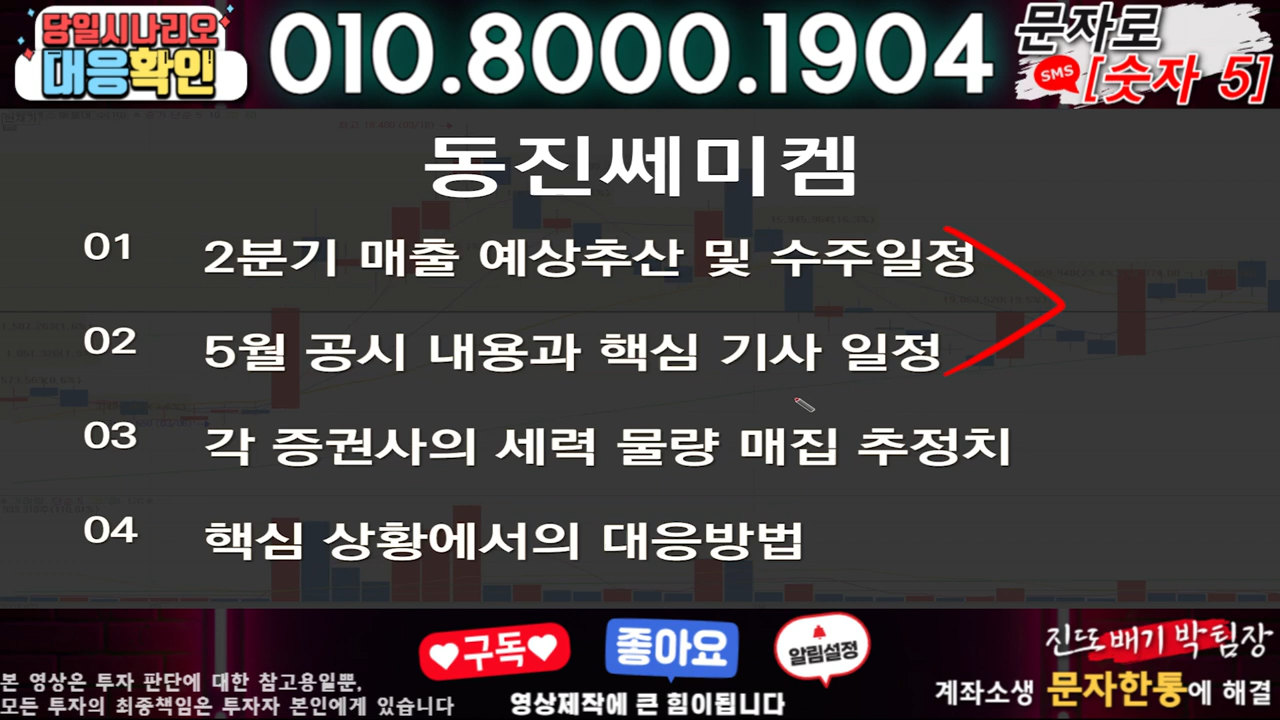 당일시나리오
대응확인
010.8000.1904
문자로
SMS
[숫자 5]
동진쎄미켐
01 2분기 매출 예상추산 및 수주일정
02 5월 공시 내용과 핵심 기사 일정
03 각 증권사의 세력 물량 매집 추정치
04 핵심 상황에서의 대응방법
구독
좋아요
알림설정
진또배기 박팀장
본 영상은 투자 판단에 대한 참고용일뿐,
모든 투자의 최종책임은 투자자 본인에게 있습니다
영상제작에 큰 힘이됩니다
계좌소생 문자한통에 해결